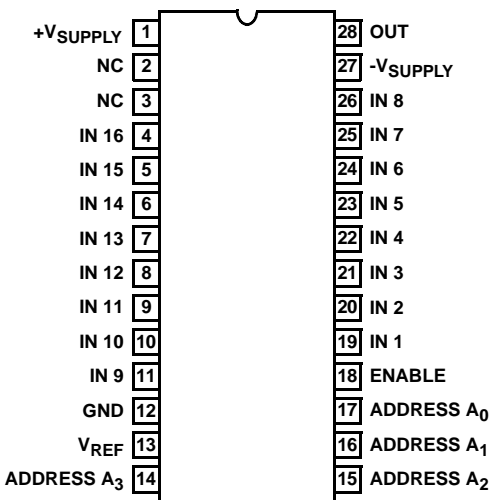 +VSUPPLY 1 28 OUT
NC 2 27 -VSUPPLY
NC 3 26 IN 8
IN 16 4 25 IN 7
IN 15 5 24 IN 6
IN 14 6 23 IN 5
IN 13 7 22 IN 4
IN 12 8 21 IN 3
IN 11 9 20 IN 2
IN 10 10 19 IN 1
IN 9 11 18 ENABLE
GND 12 17 ADDRESS A0
VREF 13 16 ADDRESS A1
ADDRESS A3 14 15 ADDRESS A2